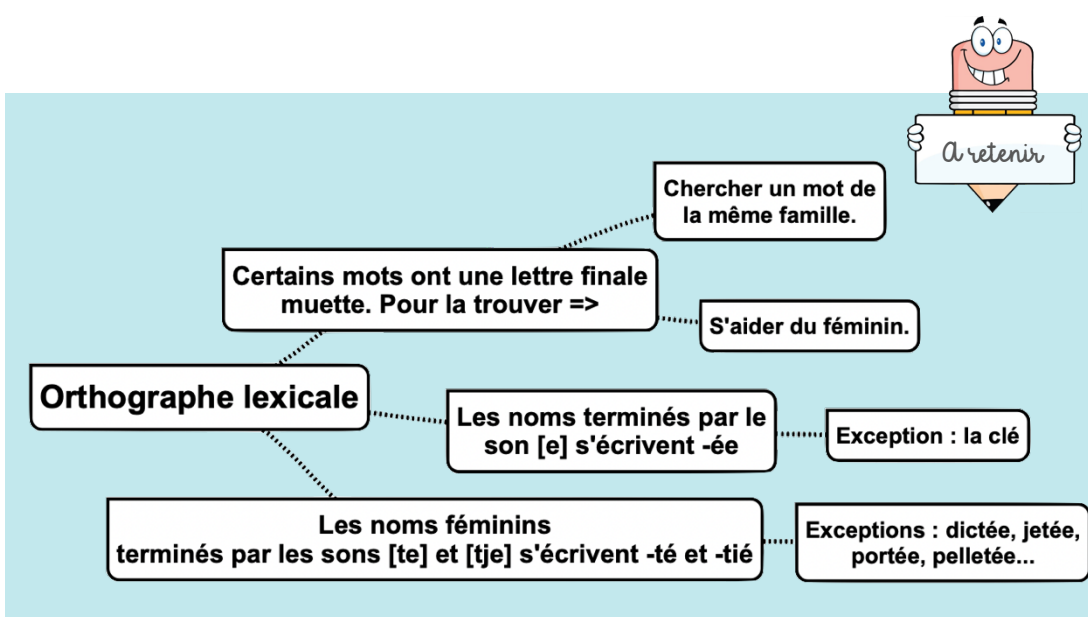 A retenir
Chercher un mot de
la même famille.
Certains mots ont une lettre finale
muette. Pour la trouver =>
S'aider du féminin.
Orthographe lexicale
Les noms terminés par le
son [e] s'écrivent -ée
Exception : la clé
Les noms féminins
terminés par les sons [te] et [tje] s'écrivent -té et -tié
Exceptions : dictée, jetée,
portée, pelletée...